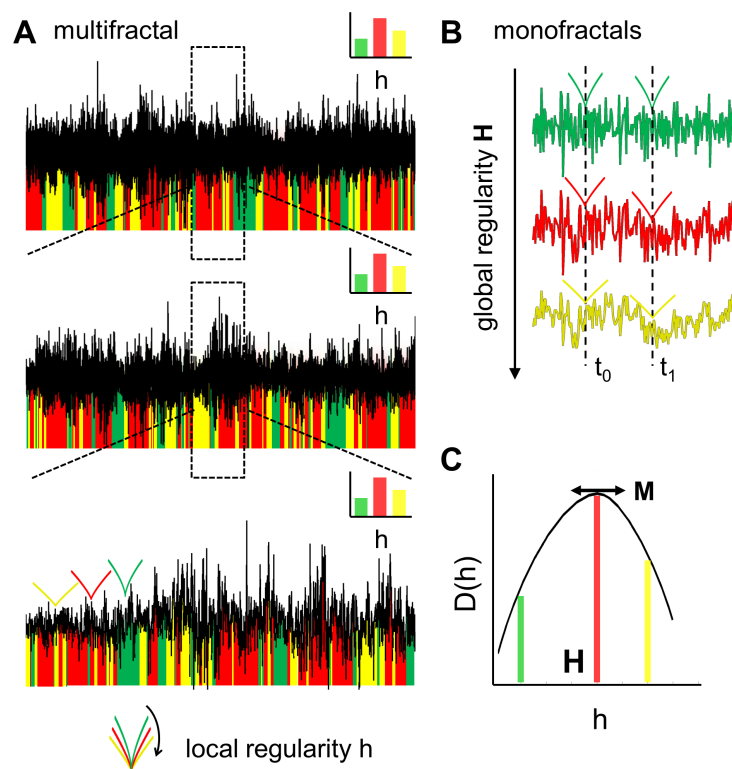 A multifractal
h
h
h
local regularity h
B monofractals
global regularity H
t0 t1
C
M
D(h)
H
h